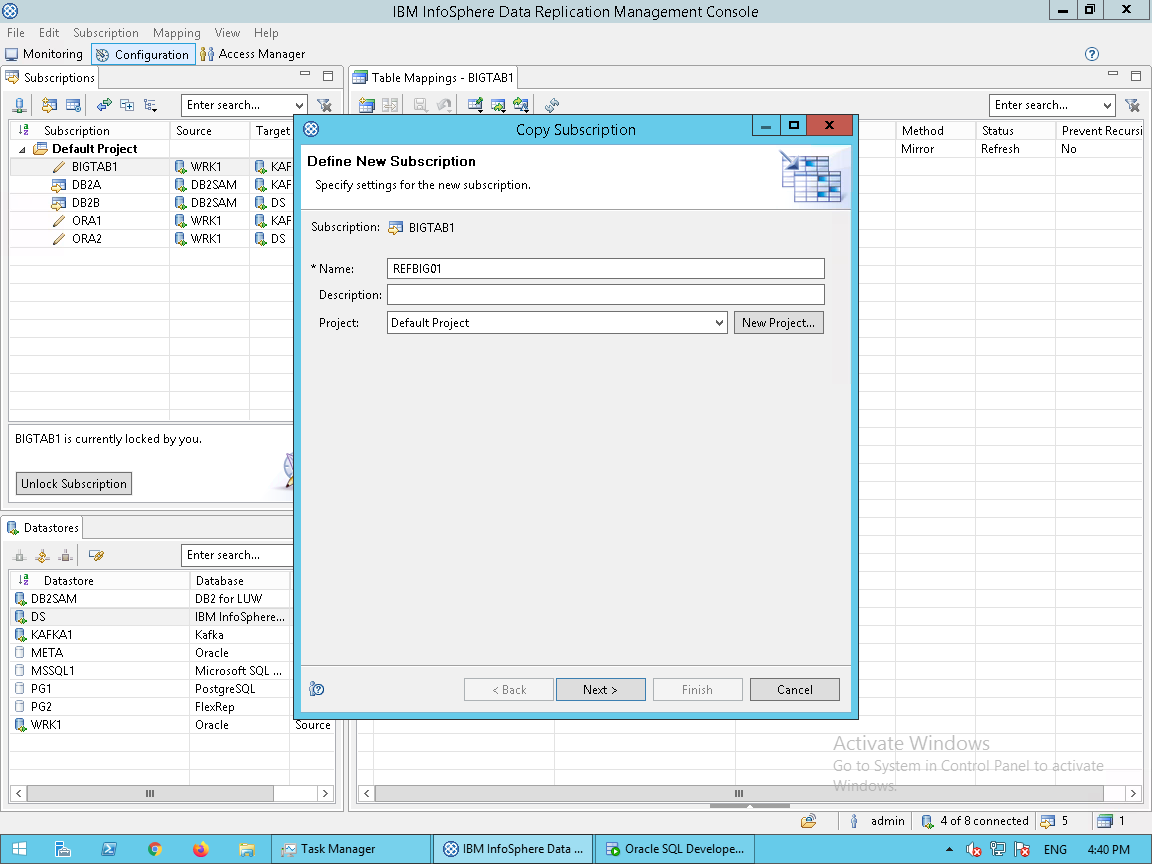 IBM InfoSphere Data Replication Management Console
File Edit Subscription Mapping View Help
Monitoring Configuration Access Manager
Subscriptions
Enter search...
Subscription Source Target
Default Project
BIGTAB1 WRK1 KAF
DB2A DB2SAM KAF
DB2B DB2SAM DS
ORA1 WRK1 KAF
ORA2 WRK1 DS
BIGTAB1 is currently locked by you.
Unlock Subscription
Datastores
Enter search...
Datastore Database
DB2SAM DB2 for LUW
DS IBM InfoSphere...
KAFKA1 Kafka
META Oracle
MSSQL1 Microsoft SQL ...
PG1 PostgreSQL
PG2 FlexRep
WRK1 Oracle Source
Table Mappings - BIGTAB1
Enter search...
Method Status Prevent Recursi
Mirror Refresh No
Copy Subscription
Define New Subscription
Specify settings for the new subscription.
Subscription: BIGTAB1
* Name: REFBIG01
Description:
Project: Default Project New Project...
< Back Next > Finish Cancel
Activate Windows
Go to System in Control Panel to activate
Windows.
admin 4 of 8 connected 5 1
Task Manager IBM InfoSphere Data ... Oracle SQL Develope... ENG 4:40 PM